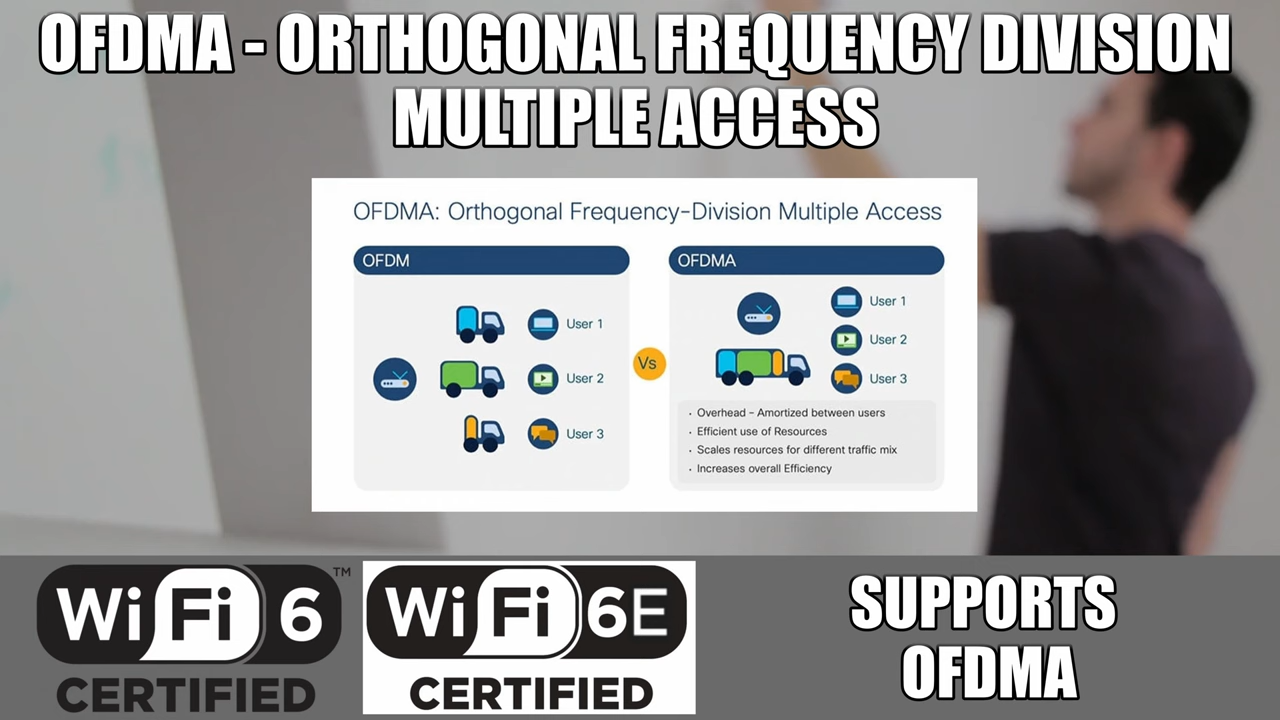 OFDMA - ORTHOGONAL FREQUENCY DIVISION
MULTIPLE ACCESS
OFDMA: Orthogonal Frequency-Division Multiple Access
OFDM
User 1
User 2
User 3
Vs
OFDMA
User 1
User 2
User 3
· Overhead - Amortized between users
· Efficient use of Resources
· Scales resources for different traffic mix
· Increases overall Efficiency
WiFi 6 ™
CERTIFIED
WiFi 6E
CERTIFIED
SUPPORTS
OFDMA